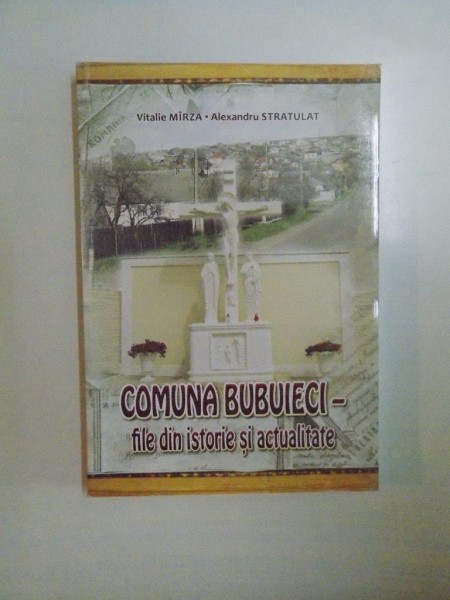 Vitalie MÎRZA • Alexandru STRATULAT
COMUNA BUBUIECI –
file din istorie și actualitate